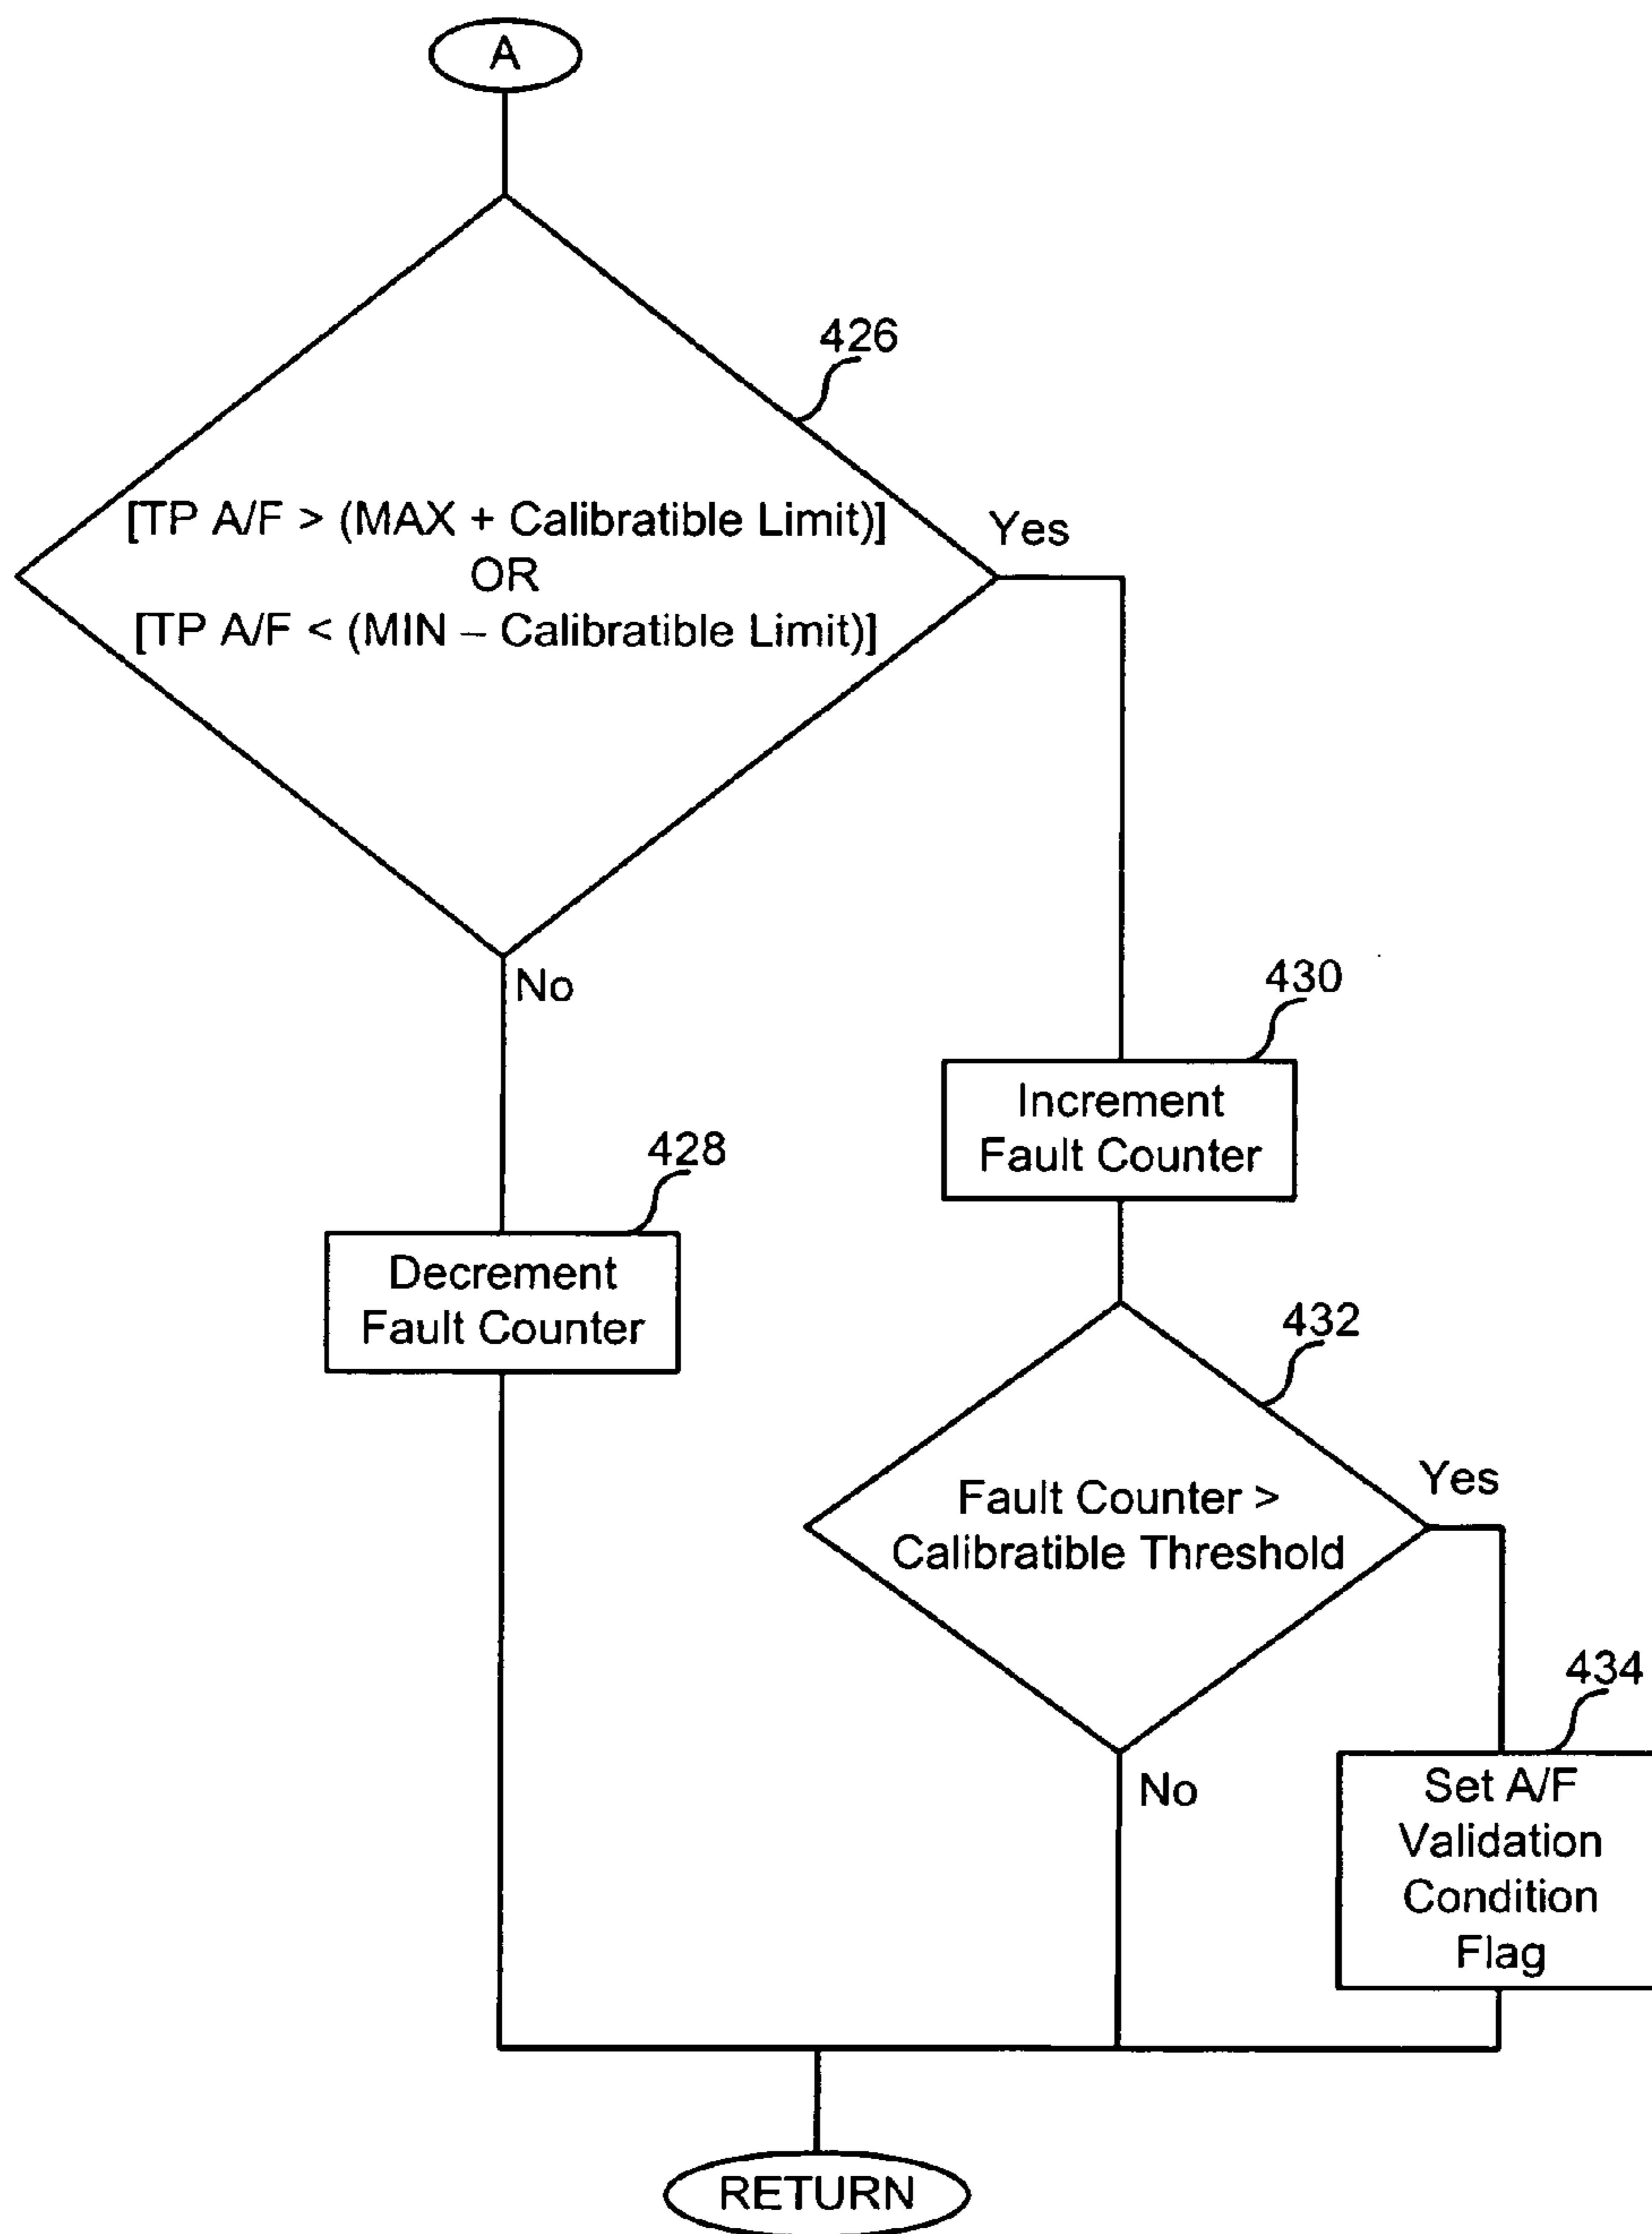 A
426
[TP A/F > (MAX + Calibratible Limit)]
OR
[TP A/F < (MIN – Calibratible Limit)]
Yes
No
430
Increment
Fault Counter
428
Decrement
Fault Counter
432
Fault Counter >
Calibratible Threshold
Yes
No
434
Set A/F
Validation
Condition
Flag
RETURN